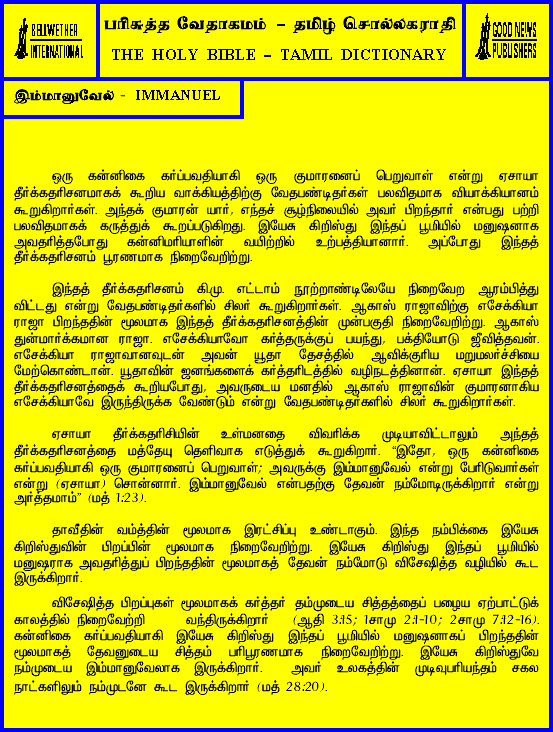 BELLWETHER
INTERNATIONAL
பரிசுத்த வேதாகமம் – தமிழ் சொல்லகராதி
THE HOLY BIBLE – TAMIL DICTIONARY
GOOD NEWS
PUBLISHERS
இம்மானுவேல் - IMMANUEL
ஒரு கன்னிகை கர்ப்பவதியாகி ஒரு குமாரனைப் பெறுவாள் என்று ஏசாயா
தீர்க்கதரிசனமாகக் கூறிய வாக்கியத்திற்கு வேதபண்டிதர்கள் பலவிதமாக வியாக்கியானம்
கூறுகிறார்கள். அந்தக் குமாரன் யார், எந்தச் சூழ்நிலையில் அவர் பிறந்தார் என்பது பற்றி
பலவிதமாகக் கருத்துக் கூறப்படுகிறது. இயேசு கிறிஸ்து இந்தப் பூமியில் மனுஷனாக
அவதரித்தபோது கன்னிமரியாளின் வயிற்றில் உற்பத்தியானார். அப்போது இந்தத்
தீர்க்கதரிசனம் பூரணமாக நிறைவேறிற்று.
இந்தத் தீர்க்கதரிசனம் கி.மு. எட்டாம் நூற்றாண்டிலேயே நிறைவேற ஆரம்பித்து
விட்டது என்று வேதபண்டிதர்களில் சிலர் கூறுகிறார்கள். ஆகாஸ் ராஜாவிற்கு எசேக்கியா
ராஜா பிறந்ததின் மூலமாக இந்தத் தீர்க்கதரிசனத்தின் முன்பகுதி நிறைவேறிற்று. ஆகாஸ்
துன்மார்க்கமான ராஜா. எசேக்கியாவோ கர்த்தருக்குப் பயந்து, பக்தியோடு ஜீவித்தவன்.
எசேக்கியா ராஜாவானவுடன் அவன் யூதா தேசத்தில் ஆவிக்குரிய மறுமலர்ச்சியை
மேற்கொண்டான். யூதாவின் ஜனங்களைக் கர்த்தரிடத்தில் வழிநடத்தினான். ஏசாயா இந்தத்
தீர்க்கதரிசனத்தைக் கூறியபோது, அவருடைய மனதில் ஆகாஸ் ராஜாவின் குமாரனாகிய
எசேக்கியாவே இருந்திருக்க வேண்டும் என்று வேதபண்டிதர்களில் சிலர் கூறுகிறார்கள்.
ஏசாயா தீர்க்கதரிசியின் உள்மனதை விவரிக்க முடியாவிட்டாலும் அந்தத்
தீர்க்கதரிசனத்தை மத்தேயு தெளிவாக எடுத்துக் கூறுகிறார். "இதோ, ஒரு கன்னிகை
கர்ப்பவதியாகி ஒரு குமாரனைப் பெறுவாள்; அவருக்கு இம்மானுவேல் என்று பேரிடுவார்கள்
என்று (ஏசாயா) சொன்னார். இம்மானுவேல் என்பதற்கு தேவன் நம்மோடிருக்கிறார் என்று
அர்த்தமாம்" (மத் 1:23).
தாவீதின் வம்த்தின் மூலமாக இரட்சிப்பு உண்டாகும். இந்த நம்பிக்கை இயேசு
கிறிஸ்துவின் பிறப்பின் மூலமாக நிறைவேறிற்று. இயேசு கிறிஸ்து இந்தப் பூமியில்
மனுஷராக அவதரித்துப் பிறந்ததின் மூலமாகத் தேவன் நம்மோடு விசேஷித்த வழியில் கூட
இருக்கிறார்.
விசேஷித்த பிறப்புகள் மூலமாகக் கர்த்தர் தம்முடைய சித்தத்தைப் பழைய ஏற்பாட்டுக்
காலத்தில் நிறைவேற்றி வந்திருக்கிறார் (ஆதி 3:15; 1சாமு 2:1-10; 2சாமு 7:12-16).
கன்னிகை கர்ப்பவதியாகி இயேசு கிறிஸ்து இந்தப் பூமியில் மனுஷனாகப் பிறந்ததின்
மூலமாகத் தேவனுடைய சித்தம் பரிபூரணமாக நிறைவேறிற்று. இயேசு கிறிஸ்துவே
நம்முடைய இம்மானுவேலாக இருக்கிறார். அவர் உலகத்தின் முடிவுபரியந்தம் சகல
நாட்களிலும் நம்முடனே கூட இருக்கிறார் (மத் 28:20).